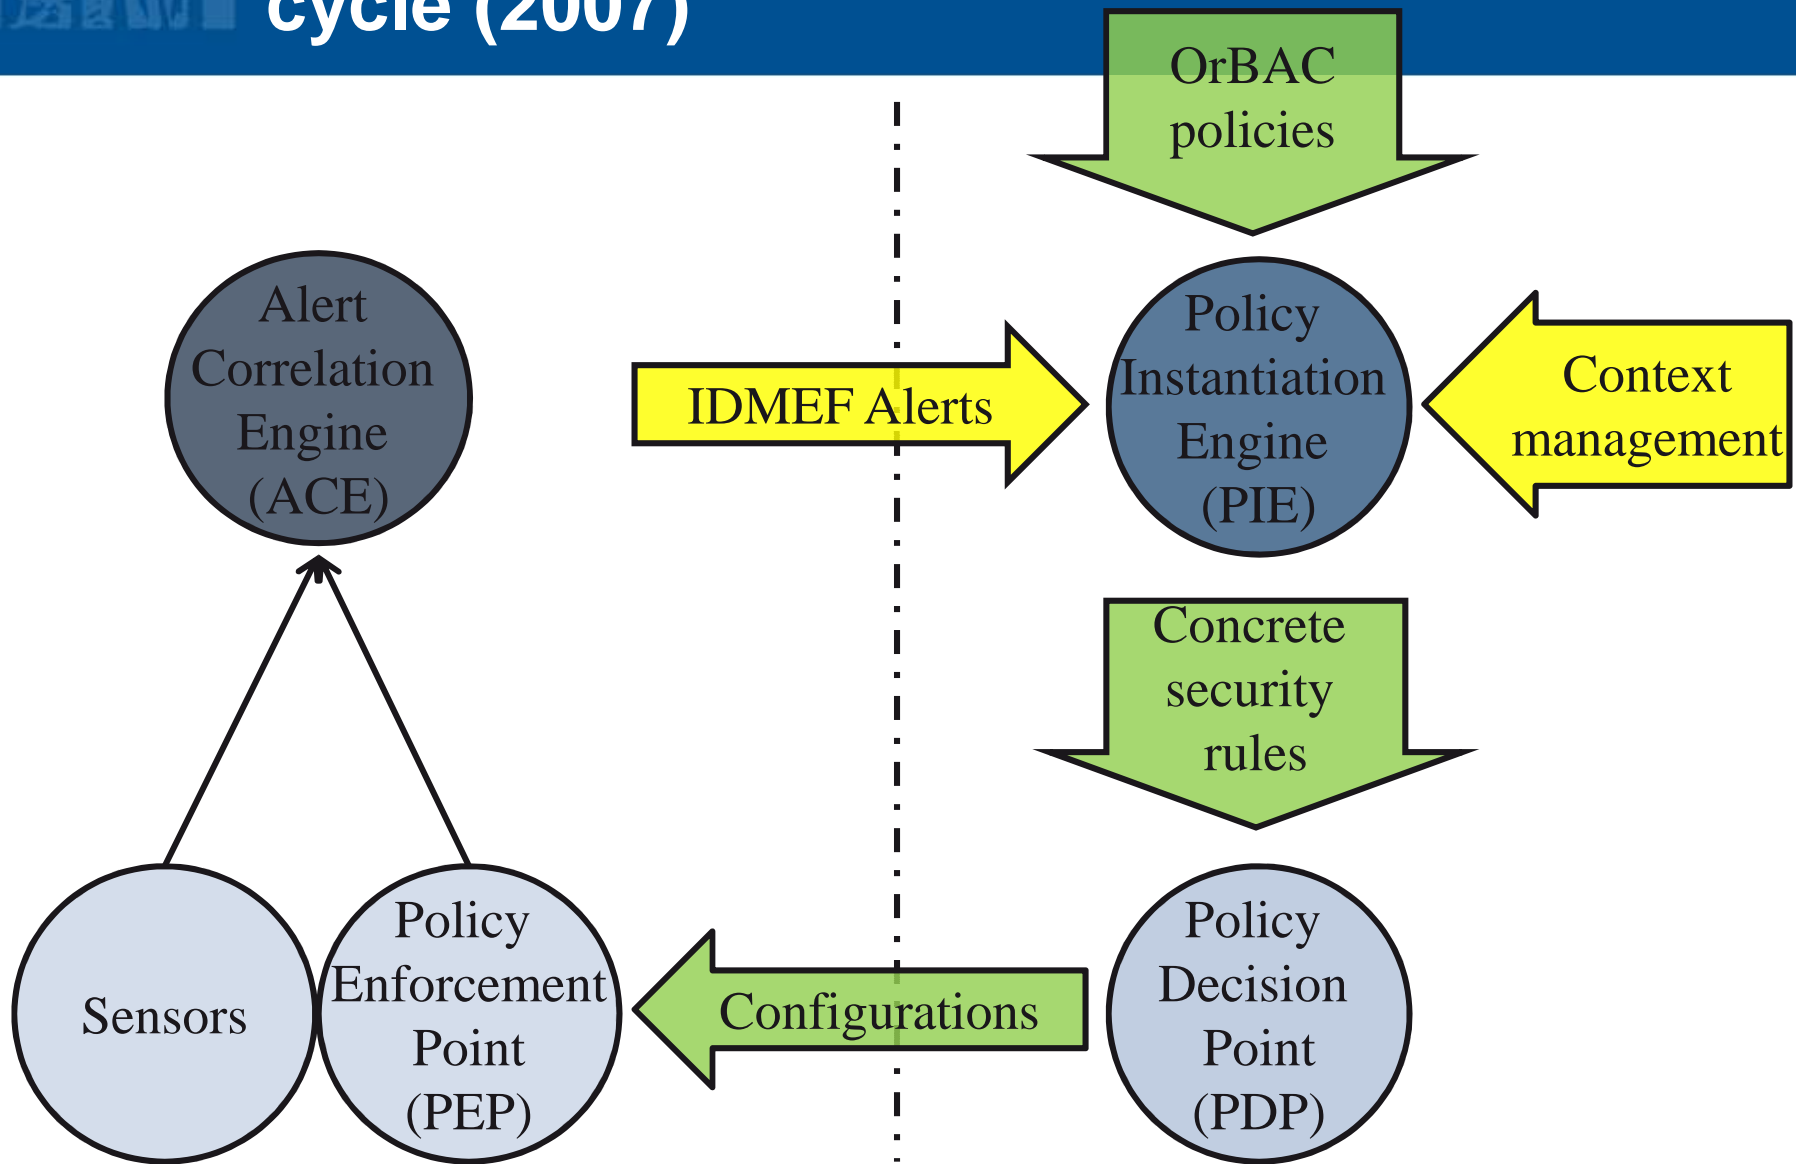 cycle (2007)
OrBAC
policies
Alert
Correlation
Engine
(ACE)
IDMEF Alerts
Policy
Instantiation
Engine
(PIE)
Context
management
Concrete
security
rules
Sensors
Policy
Enforcement
Point
(PEP)
Configurations
Policy
Decision
Point
(PDP)